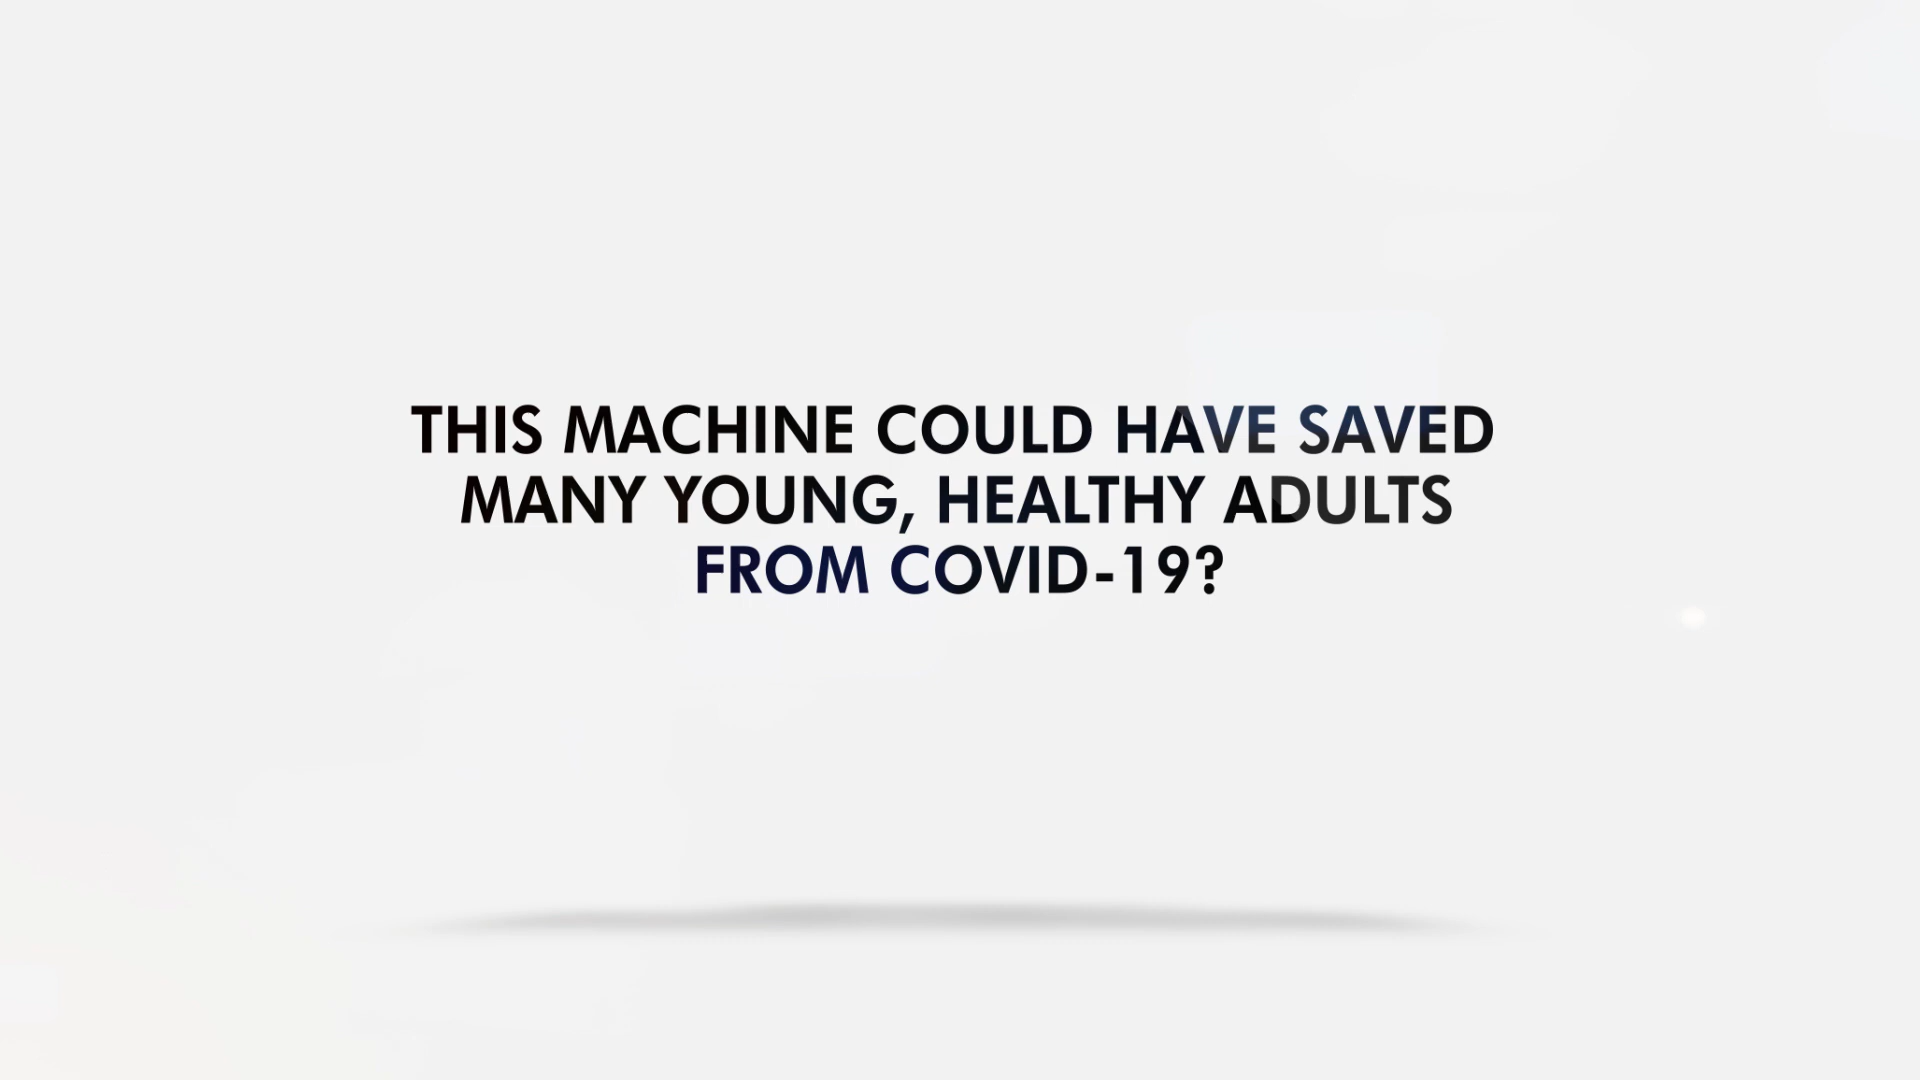 THIS MACHINE COULD HAVE SAVED
MANY YOUNG, HEALTHY ADULTS
FROM COVID-19?